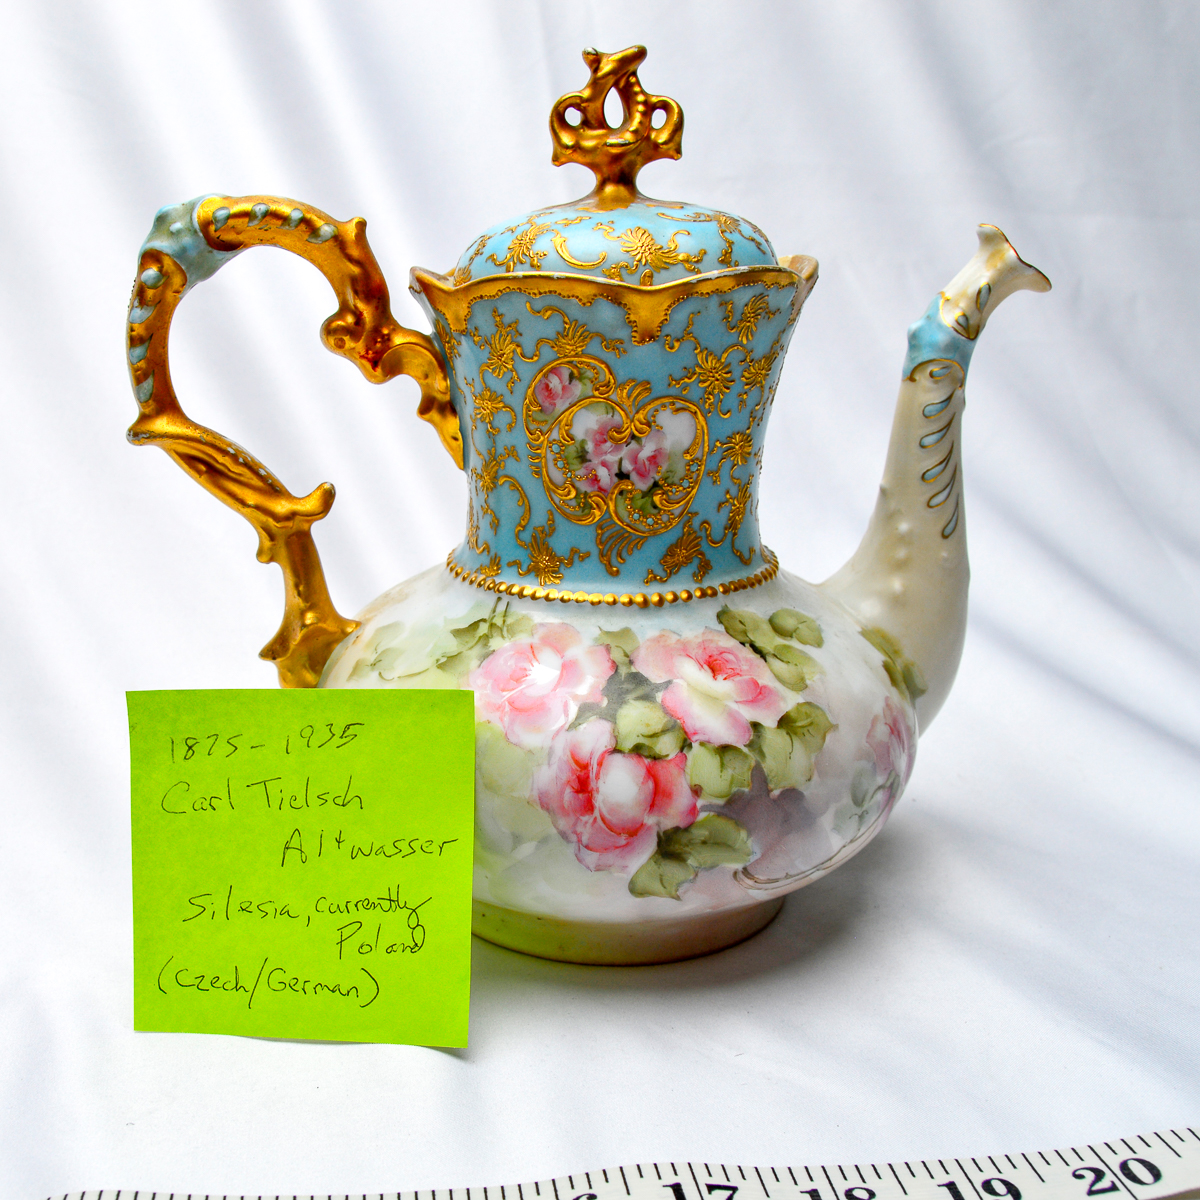 1875-1935
Carl Tielsch
Altwasser
Silesia, currently
Poland
(Czech/German)
17 18 19 20